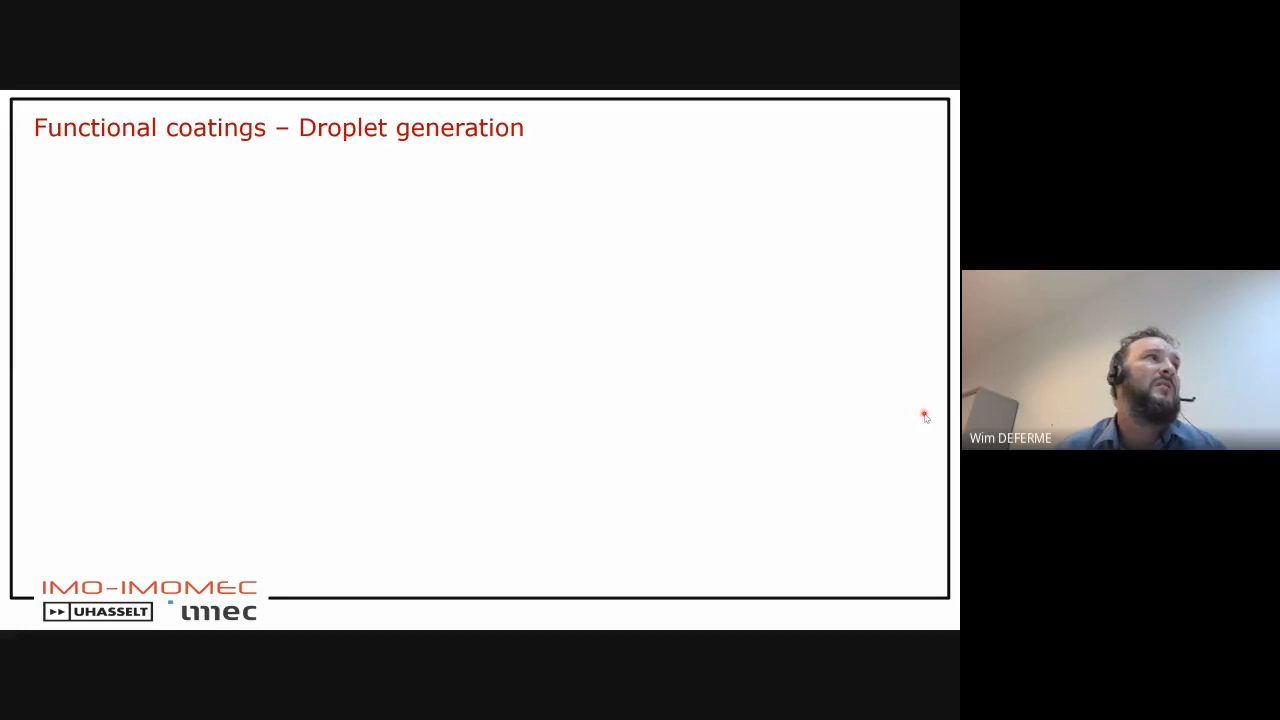 Functional coatings – Droplet generation
Wim DEFERME
IMO-IMOMEC
UHASSELT
imec